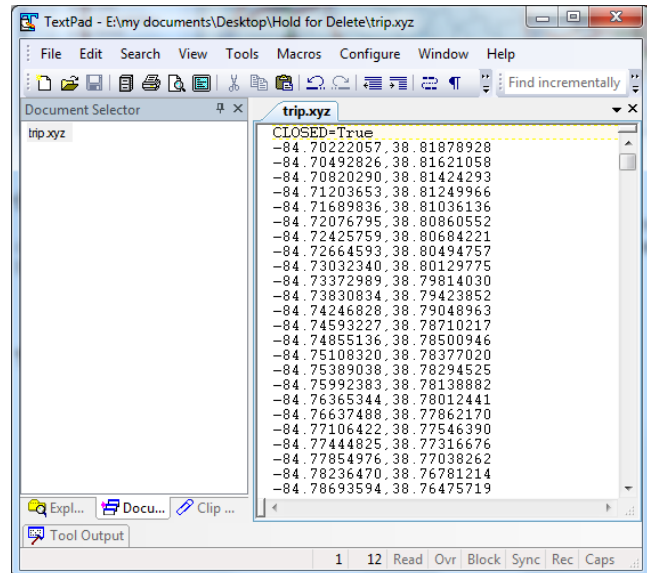 TextPad - E:\my documents\Desktop\Hold for Delete\trip.xyz
File Edit Search View Tools Macros Configure Window Help
Find incrementally
Document Selector
trip.xyz
trip.xyz
CLOSED=True
-84.70222057,38.81878928
-84.70492826,38.81621058
-84.70820290,38.81424293
-84.71203653,38.81249966
-84.71689836,38.81036136
-84.72076795,38.80860552
-84.72425759,38.80684221
-84.72664593,38.80494757
-84.73032340,38.80129775
-84.73372989,38.79814030
-84.73830834,38.79423852
-84.74246828,38.79048963
-84.74593227,38.78710217
-84.74855136,38.78500946
-84.75108320,38.78377020
-84.75389038,38.78294525
-84.75992383,38.78138882
-84.76365344,38.78012441
-84.76637488,38.77862170
-84.77106422,38.77546390
-84.77444825,38.77316676
-84.77854976,38.77038262
-84.78236470,38.76781214
-84.78693594,38.76475719
Expl... Docu... Clip ...
Tool Output
1 12 Read Ovr Block Sync Rec Caps